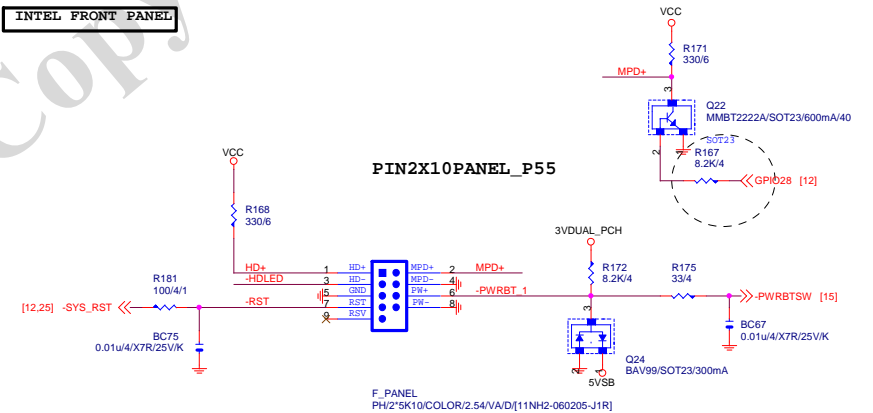 INTEL FRONT PANEL
Copy
VCC
R171
330/6
MPD+
3
Q22
MMBT2222A/SOT23/600mA/40
SOT23
2
1
R167
8.2K/4
GPIO28 [12]
PIN2X10PANEL_P55
VCC
R168
330/6
3VDUAL_PCH
R172
8.2K/4
R175
33/4
HD+ 1 HD+ MPD+ 2 MPD+
-HDLED 3 HD- MPD- 4
5 GND PW+ 6 -PWRBT_1
-RST 7 RST PW- 8
9 RSV
R181
100/4/1
[12,25] -SYS_RST
-PWRBTSW [15]
BC75
0.01u/4/X7R/25V/K
3
BC67
0.01u/4/X7R/25V/K
Q24
BAV99/SOT23/300mA
2
1
5VSB
F_PANEL
PH/2*5K10/COLOR/2.54/VA/D/[11NH2-060205-J1R]